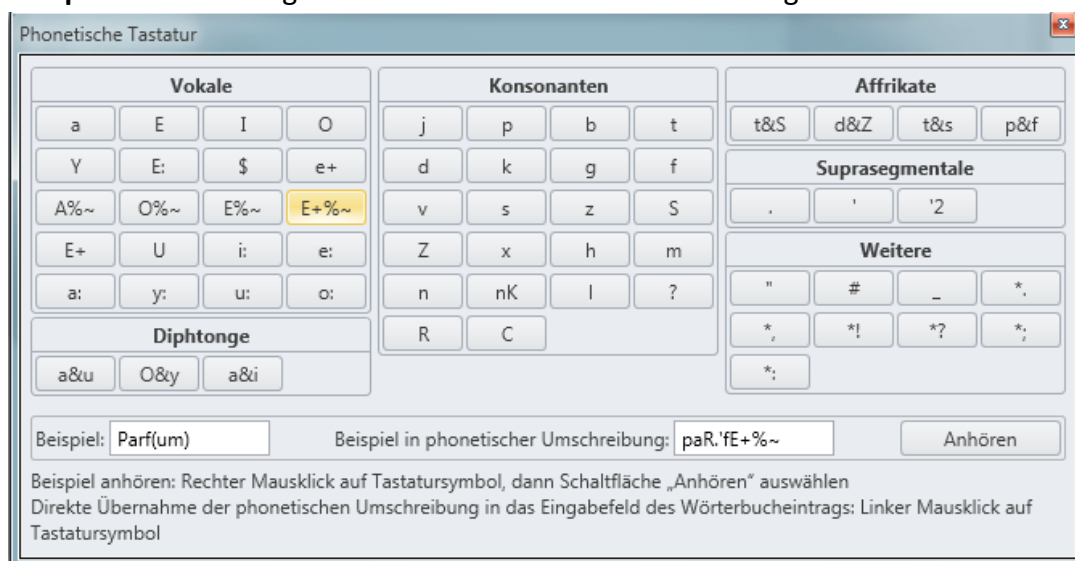 Phonetische Tastatur
Vokale
a E I O
Y E: $ e+
A%~ O%~ E%~ E+%~
E+ U i: e:
a: y: u: o:
Diphtonge
a&u O&y a&i
Konsonanten
j p b t
d k g f
v s z S
Z x h m
n nK l ?
R C
Affrikate
t&S d&Z t&s p&f
Suprasegmentale
. ' '2
Weitere
" # _ *.
*, *! *? *;
*:
Beispiel: Parf(um) Beispiel in phonetischer Umschreibung: paR.'fE+%~ Anhören
Beispiel anhören: Rechter Mausklick auf Tastatursymbol, dann Schaltfläche „Anhören" auswählen
Direkte Übernahme der phonetischen Umschreibung in das Eingabefeld des Wörterbucheintrags: Linker Mausklick auf
Tastatursymbol